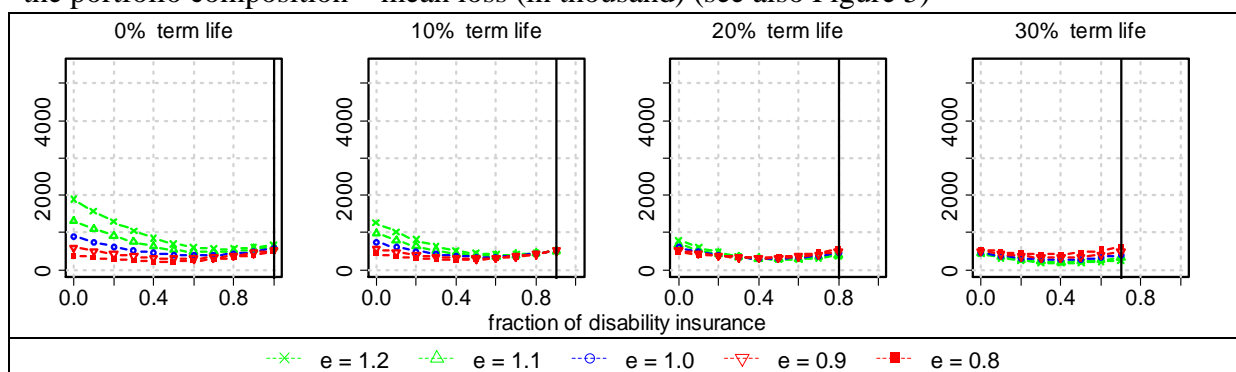 the portfolio composition – mean loss (in thousand) (see also Figure 3)
0% term life 10% term life 20% term life 30% term life
4000 4000 4000 4000
2000 2000 2000 2000
0 0 0 0
0.0 0.4 0.8 0.0 0.4 0.8 0.0 0.4 0.8 0.0 0.4 0.8
fraction of disability insurance
e = 1.2 e = 1.1 e = 1.0 e = 0.9 e = 0.8